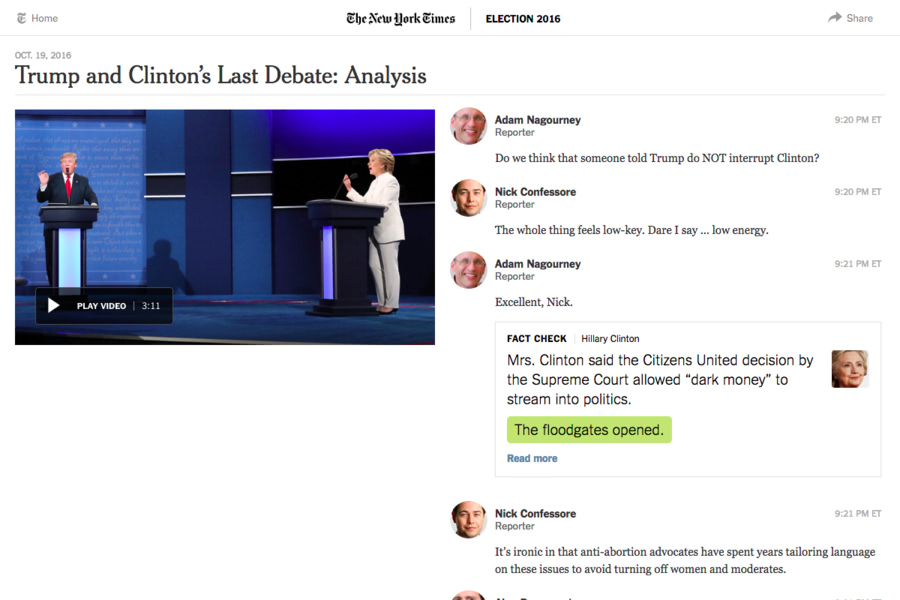 Home
The New York Times
ELECTION 2016
Share
OCT. 19, 2016
Trump and Clinton’s Last Debate: Analysis
PLAY VIDEO
3:11
Adam Nagourney
9:20 PM ET
Reporter
Do we think that someone told Trump do NOT interrupt Clinton?
Nick Confessore
9:20 PM ET
Reporter
The whole thing feels low-key. Dare I say ... low energy.
Adam Nagourney
9:21 PM ET
Reporter
Excellent, Nick.
FACT CHECK
Hillary Clinton
Mrs. Clinton said the Citizens United decision by
the Supreme Court allowed “dark money” to
stream into politics.
The floodgates opened.
Read more
Nick Confessore
9:21 PM ET
Reporter
It’s ironic in that anti-abortion advocates have spent years tailoring language
on these issues to avoid turning off women and moderates.